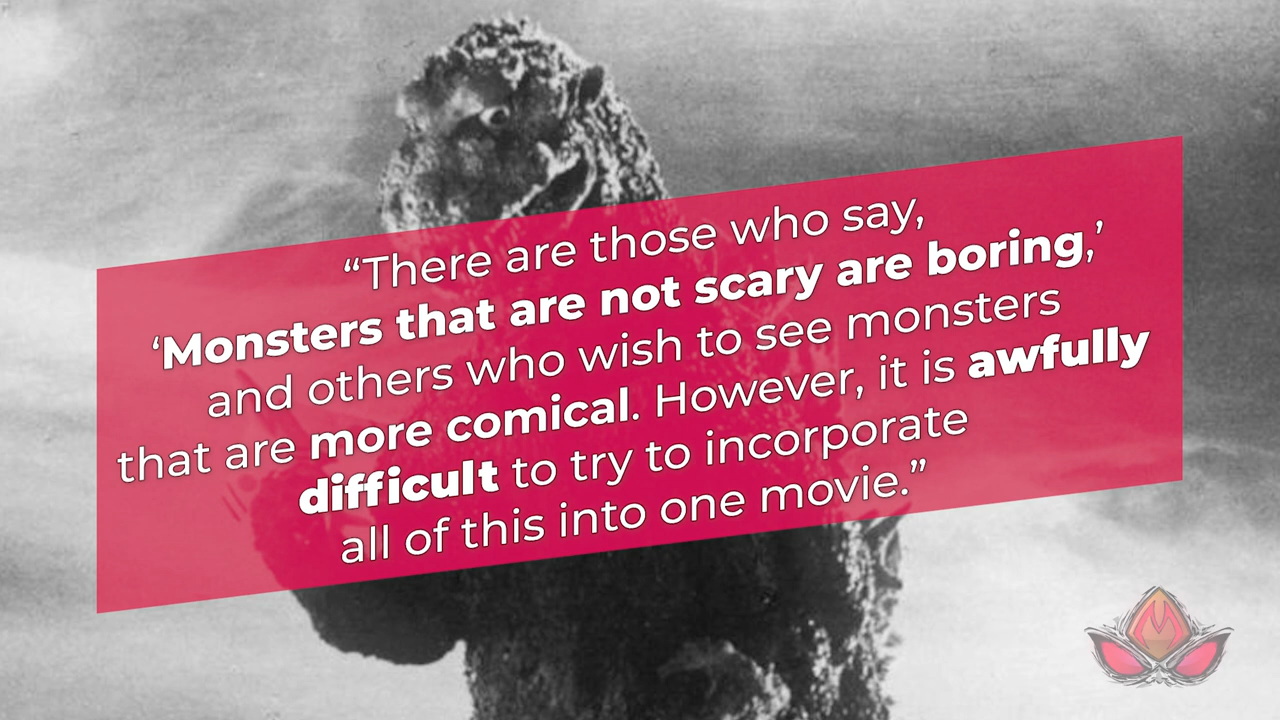 “There are those who say,
‘Monsters that are not scary are boring,’
and others who wish to see monsters
that are more comical. However, it is awfully
difficult to try to incorporate
all of this into one movie.”